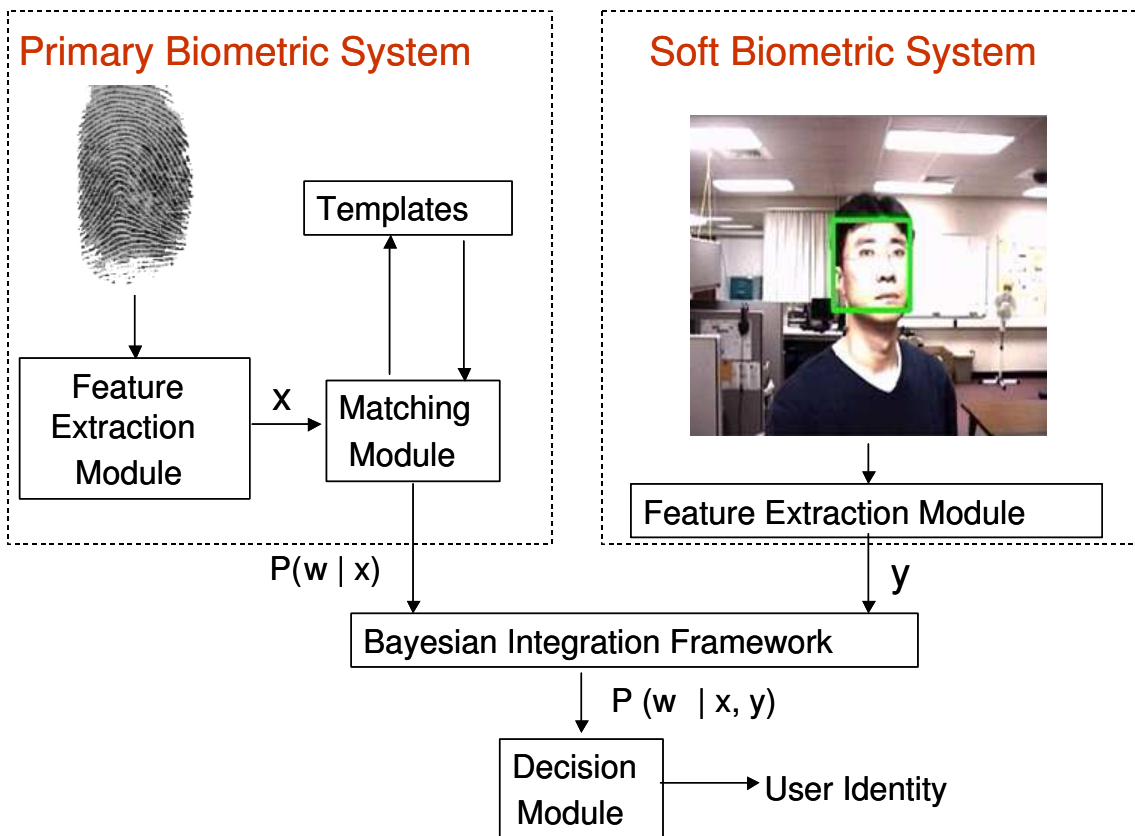 Primary Biometric System
Soft Biometric System
Templates
Feature
Extraction
Module
x
Matching
Module
Feature Extraction Module
P(w | x)
y
Bayesian Integration Framework
P (w | x, y)
Decision
Module
User Identity